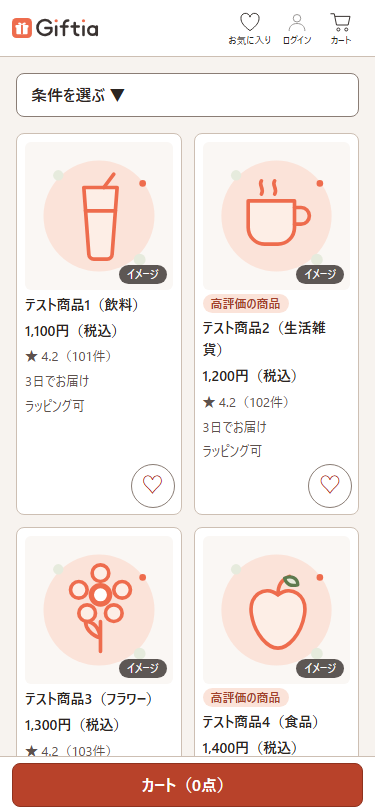 Giftia
お気に入り ログイン カート
条件を選ぶ ▼
イメージ
テスト商品1（飲料）
1,100円（税込）
★ 4.2（101件）
3日でお届け
ラッピング可
♡
イメージ
高評価の商品
テスト商品2（生活雑
貨）
1,200円（税込）
★ 4.2（102件）
3日でお届け
ラッピング可
♡
イメージ
テスト商品3（フラワー）
1,300円（税込）
★ 4.2（103件）
イメージ
高評価の商品
テスト商品4（食品）
1,400円（税込）
カート（0点）